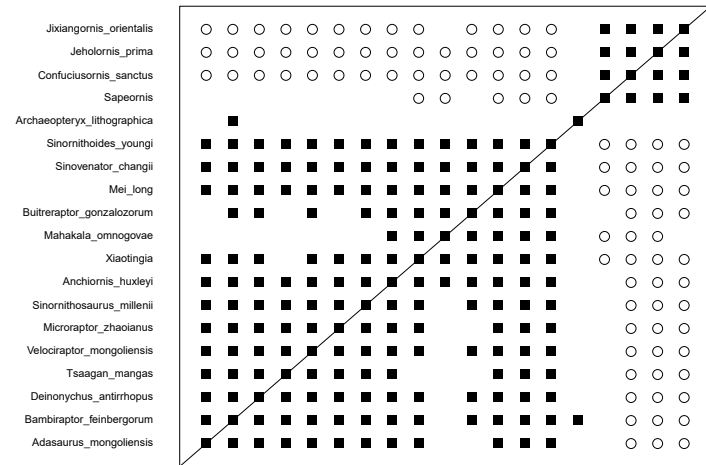 Jixiangornis_orientalis
Jeholornis_prima
Confuciusornis_sanctus
Sapeornis
Archaeopteryx_lithographica
Sinornithoides_youngi
Sinovenator_changii
Mei_long
Buitreraptor_gonzalozorum
Mahakala_omnogovae
Xiaotingia
Anchiornis_huxleyi
Sinornithosaurus_millenii
Microraptor_zhaoianus
Velociraptor_mongoliensis
Tsaagan_mangas
Deinonychus_antirrhopus
Bambiraptor_feinbergorum
Adasaurus_mongoliensis